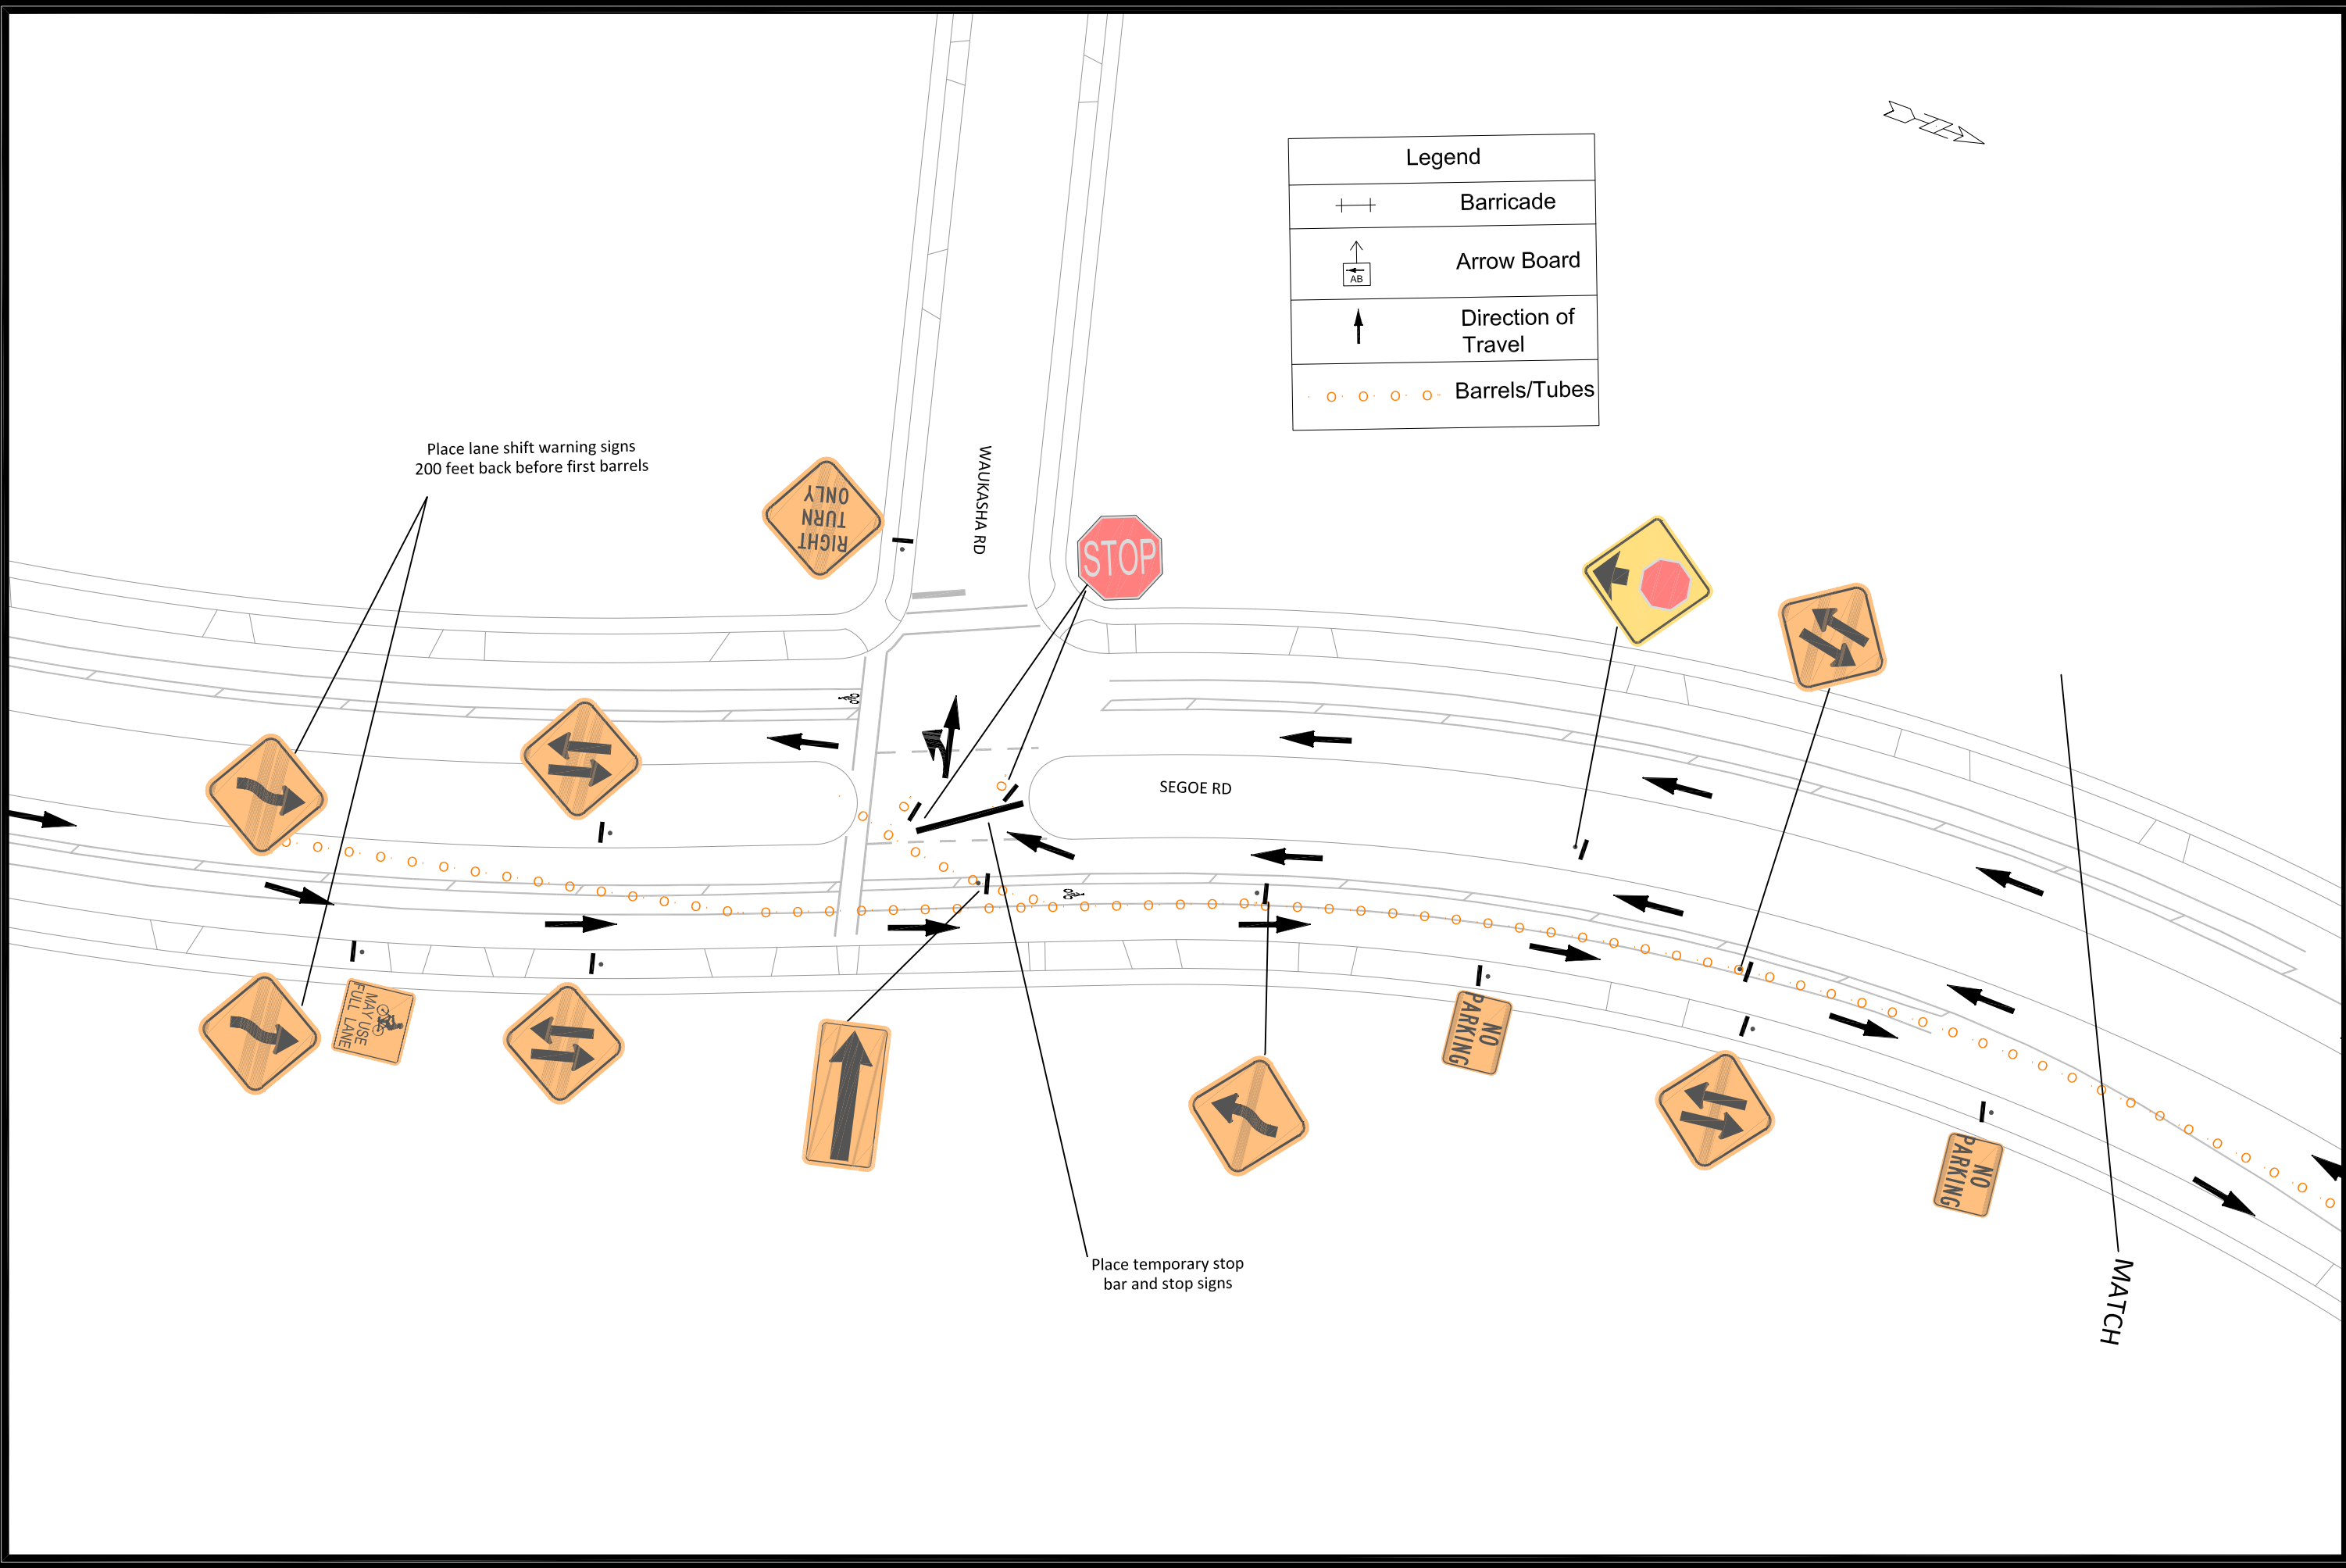 Legend
Barricade
AB
Arrow Board
Direction of
Travel
Barrels/Tubes
Place lane shift warning signs
200 feet back before first barrels
RIGHT
TURN
ONLY
WAUKASHA RD
STOP
SEGOE RD
MAY USE
FULL LANE
NO
PARKING
NO
PARKING
Place temporary stop
bar and stop signs
MATCH